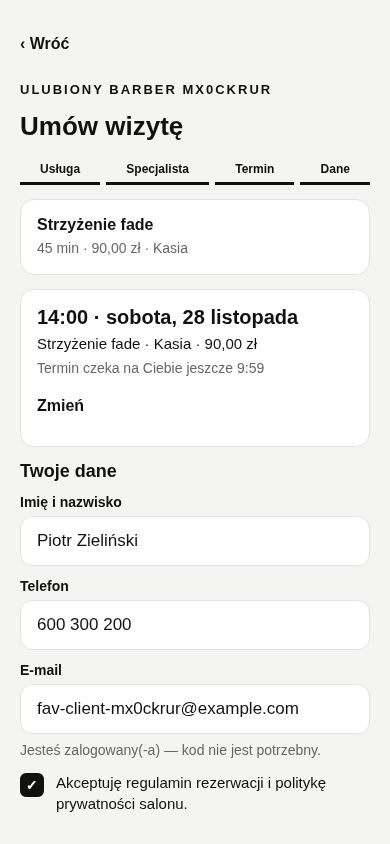 ‹ Wróć
ULUBIONY BARBER MX0CKRUR
Umów wizytę
Usługa Specjalista Termin Dane
Strzyżenie fade
45 min · 90,00 zł · Kasia
14:00 · sobota, 28 listopada
Strzyżenie fade · Kasia · 90,00 zł
Termin czeka na Ciebie jeszcze 9:59
Zmień
Twoje dane
Imię i nazwisko
Piotr Zieliński
Telefon
600 300 200
E-mail
fav-client-mx0ckrur@example.com
Jesteś zalogowany(-a) — kod nie jest potrzebny.
Akceptuję regulamin rezerwacji i politykę
prywatności salonu.